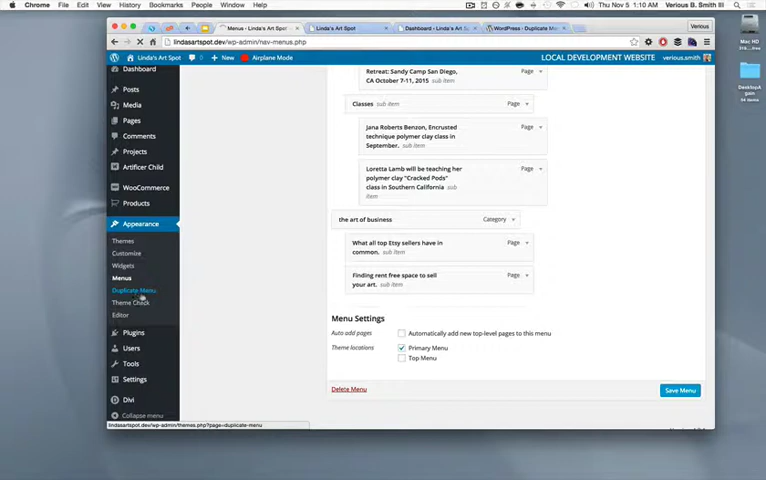 Chrome File Edit View History Bookmarks People Window Help
Thu Nov 5 1:10 AM Verious B. Smith III
Menus ‹ Linda's Art Spot
Linda's Art Spot
Dashboard ‹ Linda's Art S
WordPress › Duplicate M
Verious
lindasartspot.dev/wp-admin/nav-menus.php
Linda's Art Spot 0 + New Airplane Mode
LOCAL DEVELOPMENT WEBSITE verious.smith
Mac HD
Dashboard
Posts
Media
Pages
Comments
Projects
Artificer Child
WooCommerce
Products
Appearance
Themes
Customize
Widgets
Menus
Duplicate Menu
Theme Check
Editor
Plugins
Users
Tools
Settings
Divi
Collapse menu
Retreat: Sandy Camp San Diego,
CA October 7-11, 2015
Page
Classes sub item
Page
Jana Roberts Benzon, Encrusted
technique polymer clay class in
September. sub item
Page
Loretta Lamb will be teaching her
polymer clay "Cracked Pods"
class in Southern California sub
item
Page
the art of business
Category
What all top Etsy sellers have in
common. sub item
Page
Finding rent free space to sell
your art. sub item
Page
Menu Settings
Auto add pages Automatically add new top-level pages to this menu
Theme locations Primary Menu
Top Menu
Delete Menu
Save Menu
lindasartspot.dev/wp-admin/themes.php?page=duplicate-menu